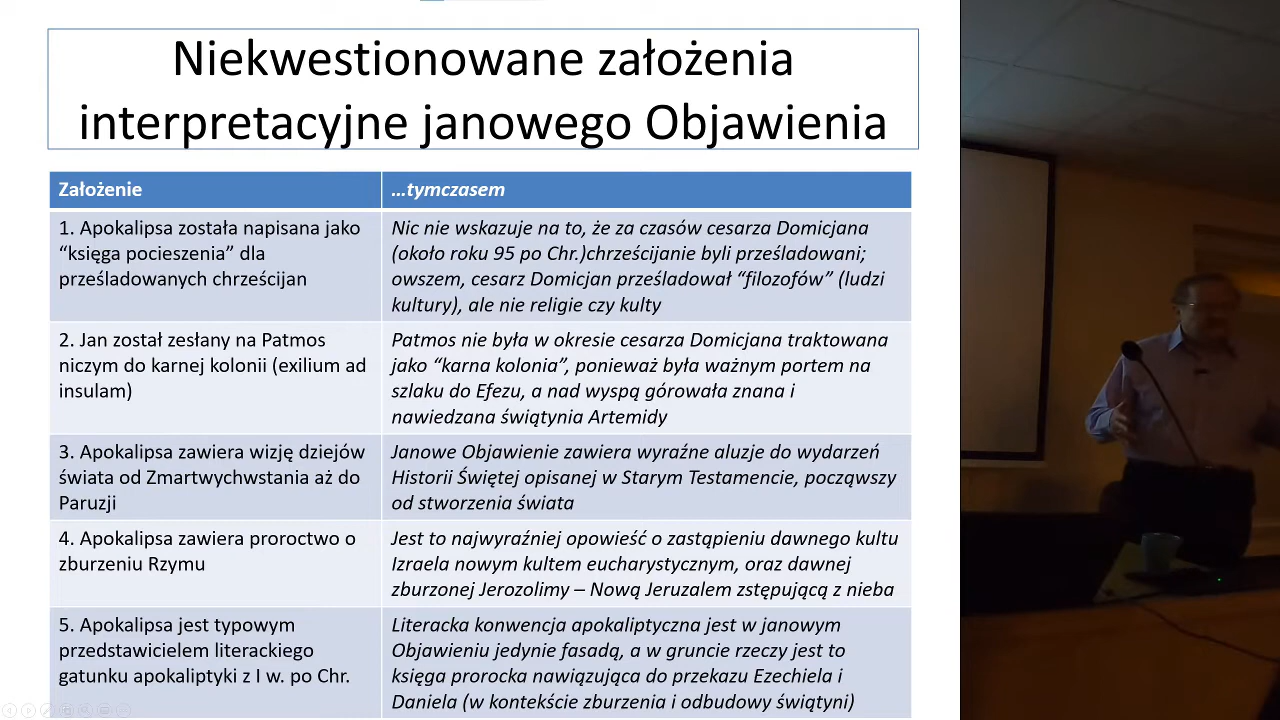 Niekwestionowane założenia
interpretacyjne janowego Objawienia
Założenie
...tymczasem
1. Apokalipsa została napisana jako
“księga pocieszenia” dla
prześladowanych chrześcijan
Nic nie wskazuje na to, że za czasów cesarza Domicjana
(około roku 95 po Chr.)chrześcijanie byli prześladowani;
owszem, cesarz Domicjan prześladował “filozofów” (ludzi
kultury), ale nie religie czy kulty
2. Jan został zesłany na Patmos
niczym do karnej kolonii (exilium ad
insulam)
Patmos nie była w okresie cesarza Domicjana traktowana
jako “karna kolonia”, ponieważ była ważnym portem na
szlaku do Efezu, a nad wyspą górowała znana i
nawiedzana świątynia Artemidy
3. Apokalipsa zawiera wizję dziejów
świata od Zmartwychwstania aż do
Paruzji
Janowe Objawienie zawiera wyraźne aluzje do wydarzeń
Historii Świętej opisanej w Starym Testamencie, począwszy
od stworzenia świata
4. Apokalipsa zawiera proroctwo o
zburzeniu Rzymu
Jest to najwyraźniej opowieść o zastąpieniu dawnego kultu
Izraela nowym kultem eucharystycznym, oraz dawnej
zburzonej Jerozolimy – Nową Jeruzalem zstępującą z nieba
5. Apokalipsa jest typowym
przedstawicielem literackiego
gatunku apokaliptyki z I w. po Chr.
Literacka konwencja apokaliptyczna jest w janowym
Objawieniu jedynie fasadą, a w gruncie rzeczy jest to
księga prorocka nawiązująca do przekazu Ezechiela i
Daniela (w kontekście zburzenia i odbudowy świątyni)